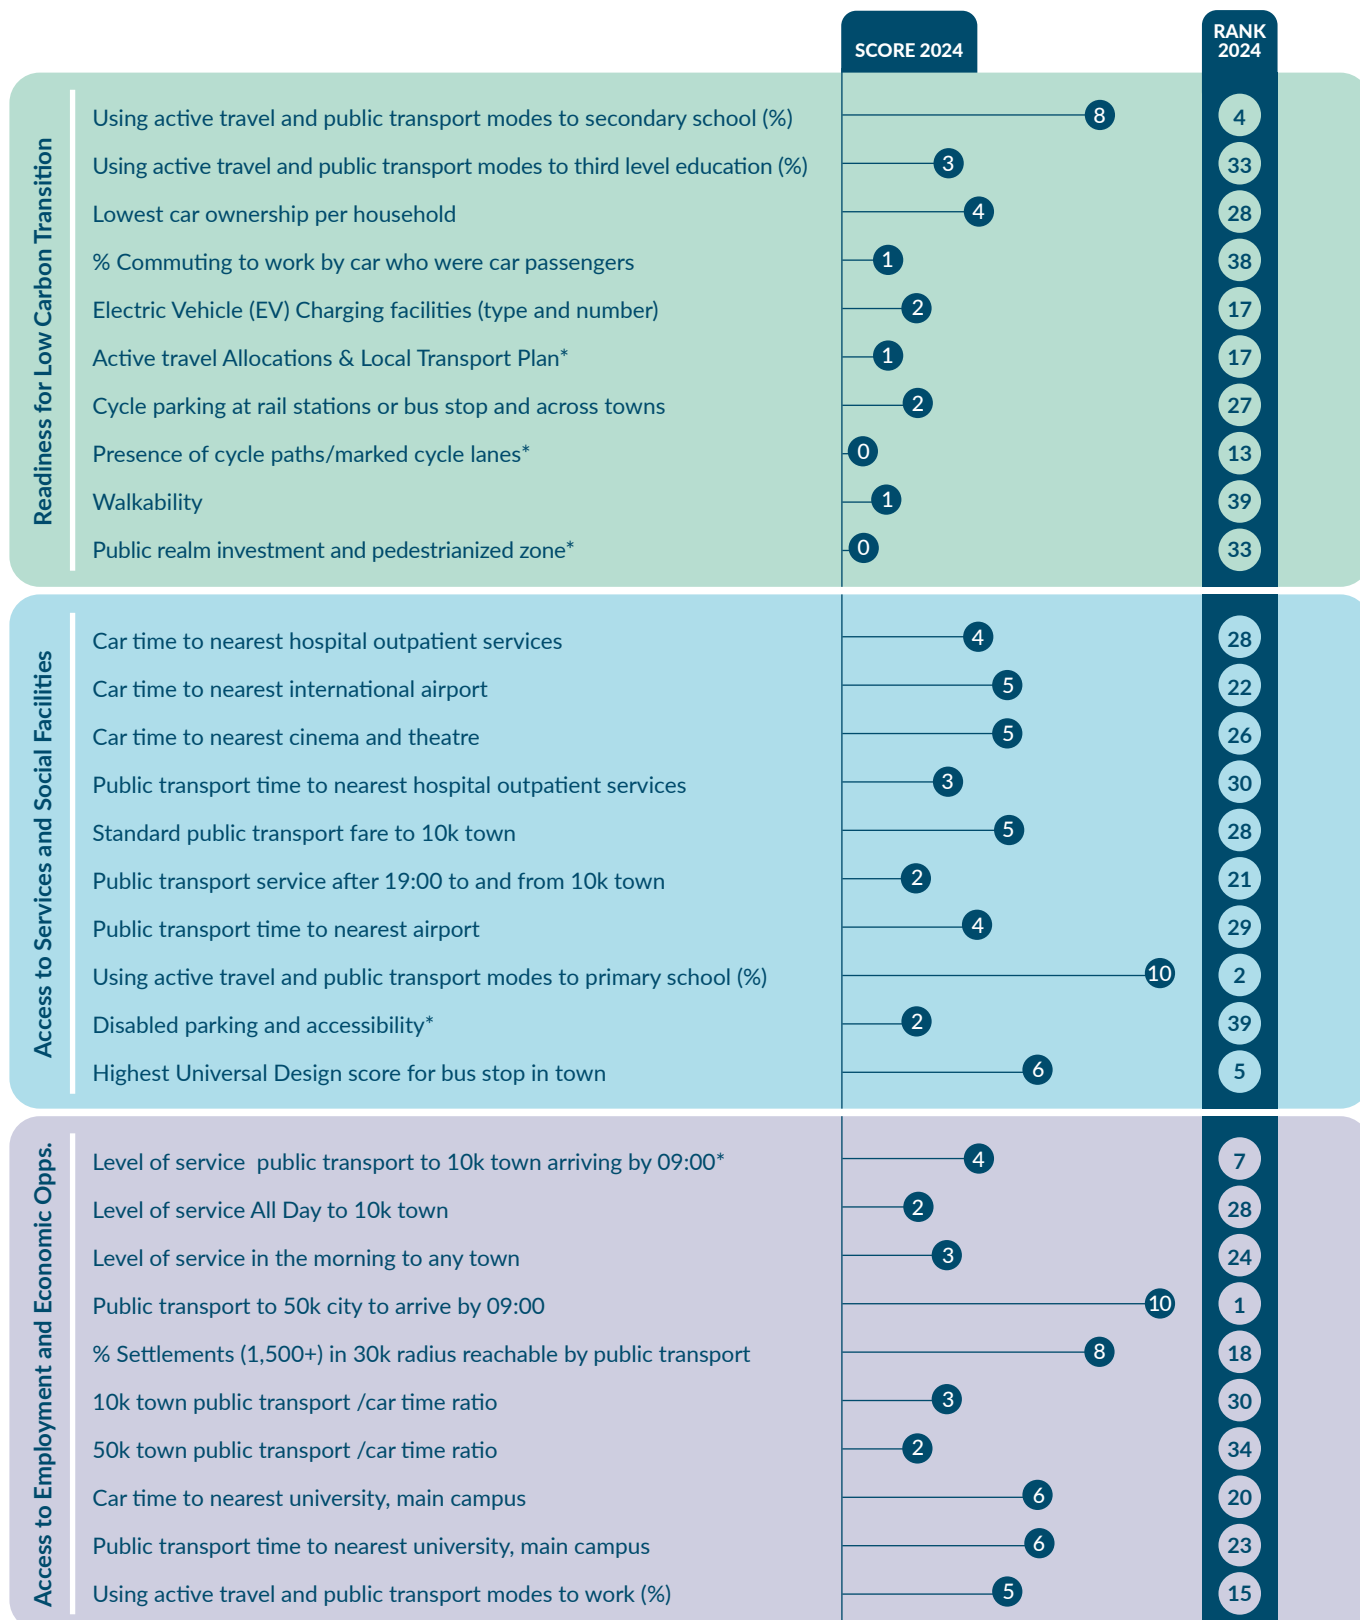 SCORE 2024
RANK
2024
Readiness for Low Carbon Transition
Using active travel and public transport modes to secondary school (%) 8 4
Using active travel and public transport modes to third level education (%) 3 33
Lowest car ownership per household 4 28
% Commuting to work by car who were car passengers 1 38
Electric Vehicle (EV) Charging facilities (type and number) 2 17
Active travel Allocations & Local Transport Plan* 1 17
Cycle parking at rail stations or bus stop and across towns 2 27
Presence of cycle paths/marked cycle lanes* 0 13
Walkability 1 39
Public realm investment and pedestrianized zone* 0 33
Access to Services and Social Facilities
Car time to nearest hospital outpatient services 4 28
Car time to nearest international airport 5 22
Car time to nearest cinema and theatre 5 26
Public transport time to nearest hospital outpatient services 3 30
Standard public transport fare to 10k town 5 28
Public transport service after 19:00 to and from 10k town 2 21
Public transport time to nearest airport 4 29
Using active travel and public transport modes to primary school (%) 10 2
Disabled parking and accessibility* 2 39
Highest Universal Design score for bus stop in town 6 5
Access to Employment and Economic Opps.
Level of service public transport to 10k town arriving by 09:00* 4 7
Level of service All Day to 10k town 2 28
Level of service in the morning to any town 3 24
Public transport to 50k city to arrive by 09:00 10 1
% Settlements (1,500+) in 30k radius reachable by public transport 8 18
10k town public transport /car time ratio 3 30
50k town public transport /car time ratio 2 34
Car time to nearest university, main campus 6 20
Public transport time to nearest university, main campus 6 23
Using active travel and public transport modes to work (%) 5 15